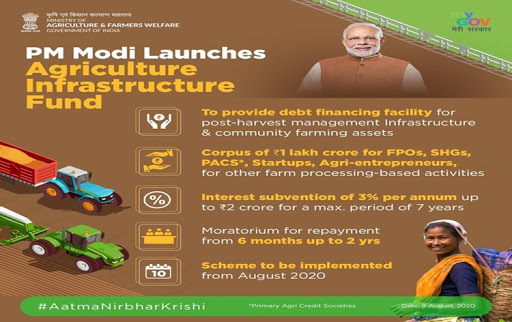 कृषि एवं किसान कल्याण मंत्रालय
MINISTRY OF
AGRICULTURE & FARMERS WELFARE
GOVERNMENT OF INDIA
my
GOV
मेरी सरकार
PM Modi Launches
Agriculture
Infrastructure
Fund
To provide debt financing facility for
post-harvest management Infrastructure
& community farming assets
Corpus of ₹1 lakh crore for FPOs, SHGs,
PACS*, Startups, Agri-entrepreneurs,
for other farm processing-based activities
Interest subvention of 3% per annum up
to ₹2 crore for a max. period of 7 years
Moratorium for repayment
from 6 months up to 2 yrs
Scheme to be implemented
from August 2020
#AatmaNirbharKrishi
*Primary Agri Credit Societies
Date: 8 August, 2020